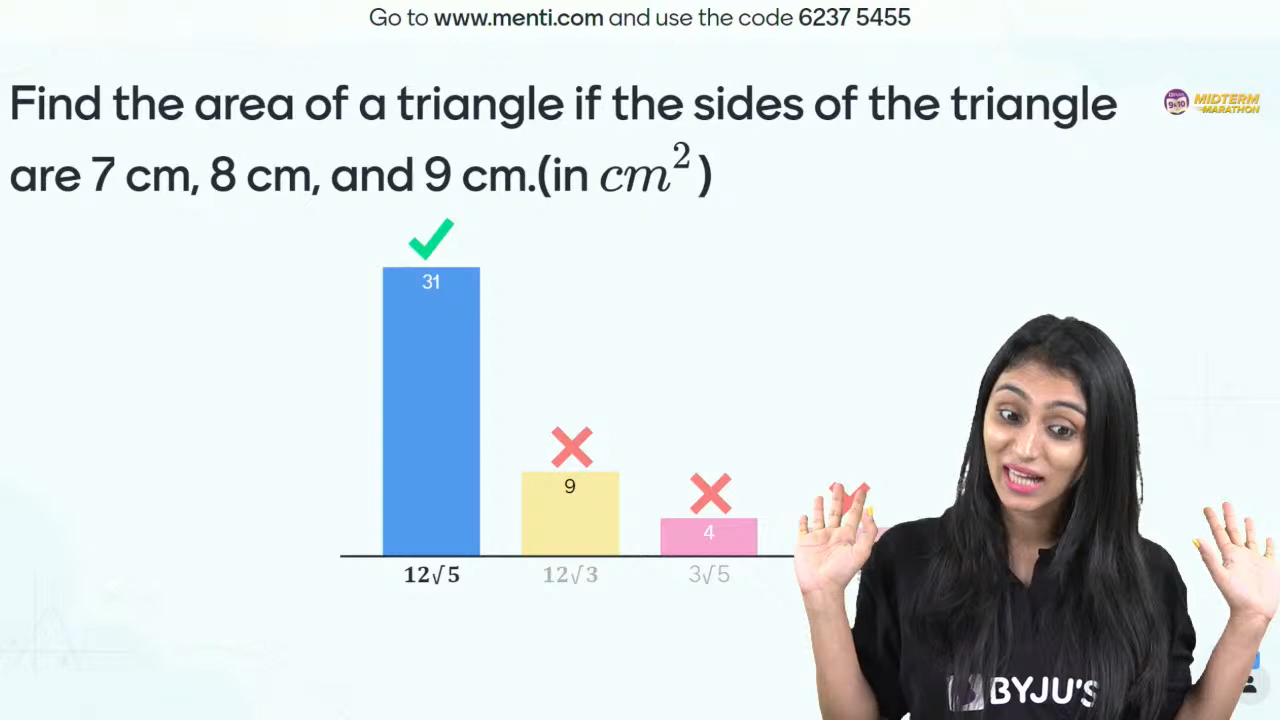 Go to www.menti.com and use the code 6237 5455
Find the area of a triangle if the sides of the triangle
are 7 cm, 8 cm, and 9 cm.(in cm²)
MIDTERM
MARATHON
9&10
31
9
4
12√5
12√3
3√5
BYJU'S